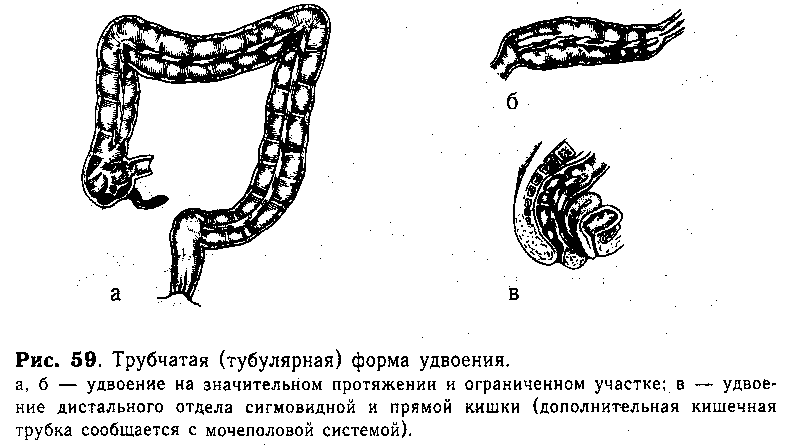 а
б
в
Рис. 59. Трубчатая (тубулярная) форма удвоения.
а, б — удвоение на значительном протяжении и ограниченном участке; в — удвое-
ние дистального отдела сигмовидной и прямой кишки (дополнительная кишечная
трубка сообщается с мочеполовой системой).